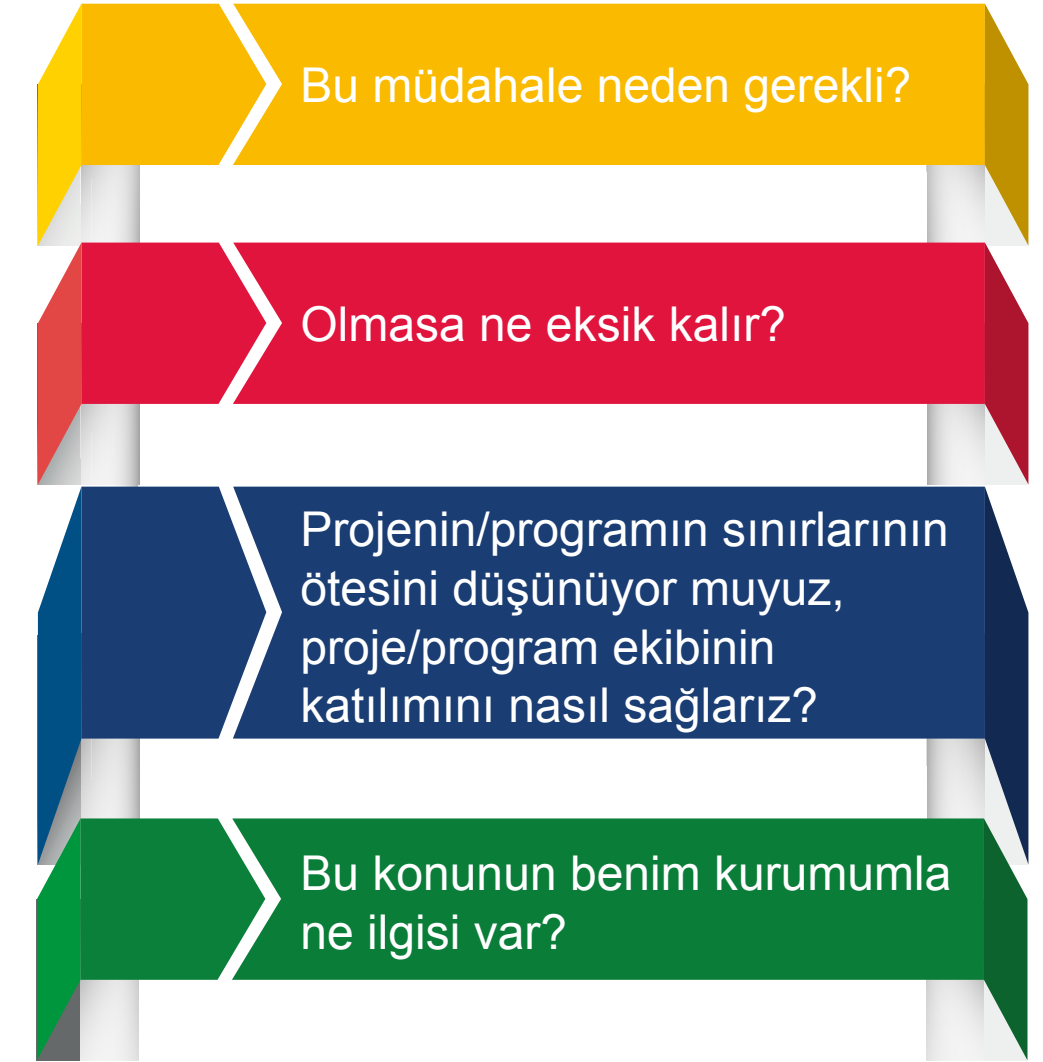 Bu müdahale neden gerekli?
Olmasa ne eksik kalır?
Projenin/programın sınırlarının
ötesini düşünüyor muyuz,
proje/program ekibinin
katılımını nasıl sağlarız?
Bu konunun benim kurumumla
ne ilgisi var?